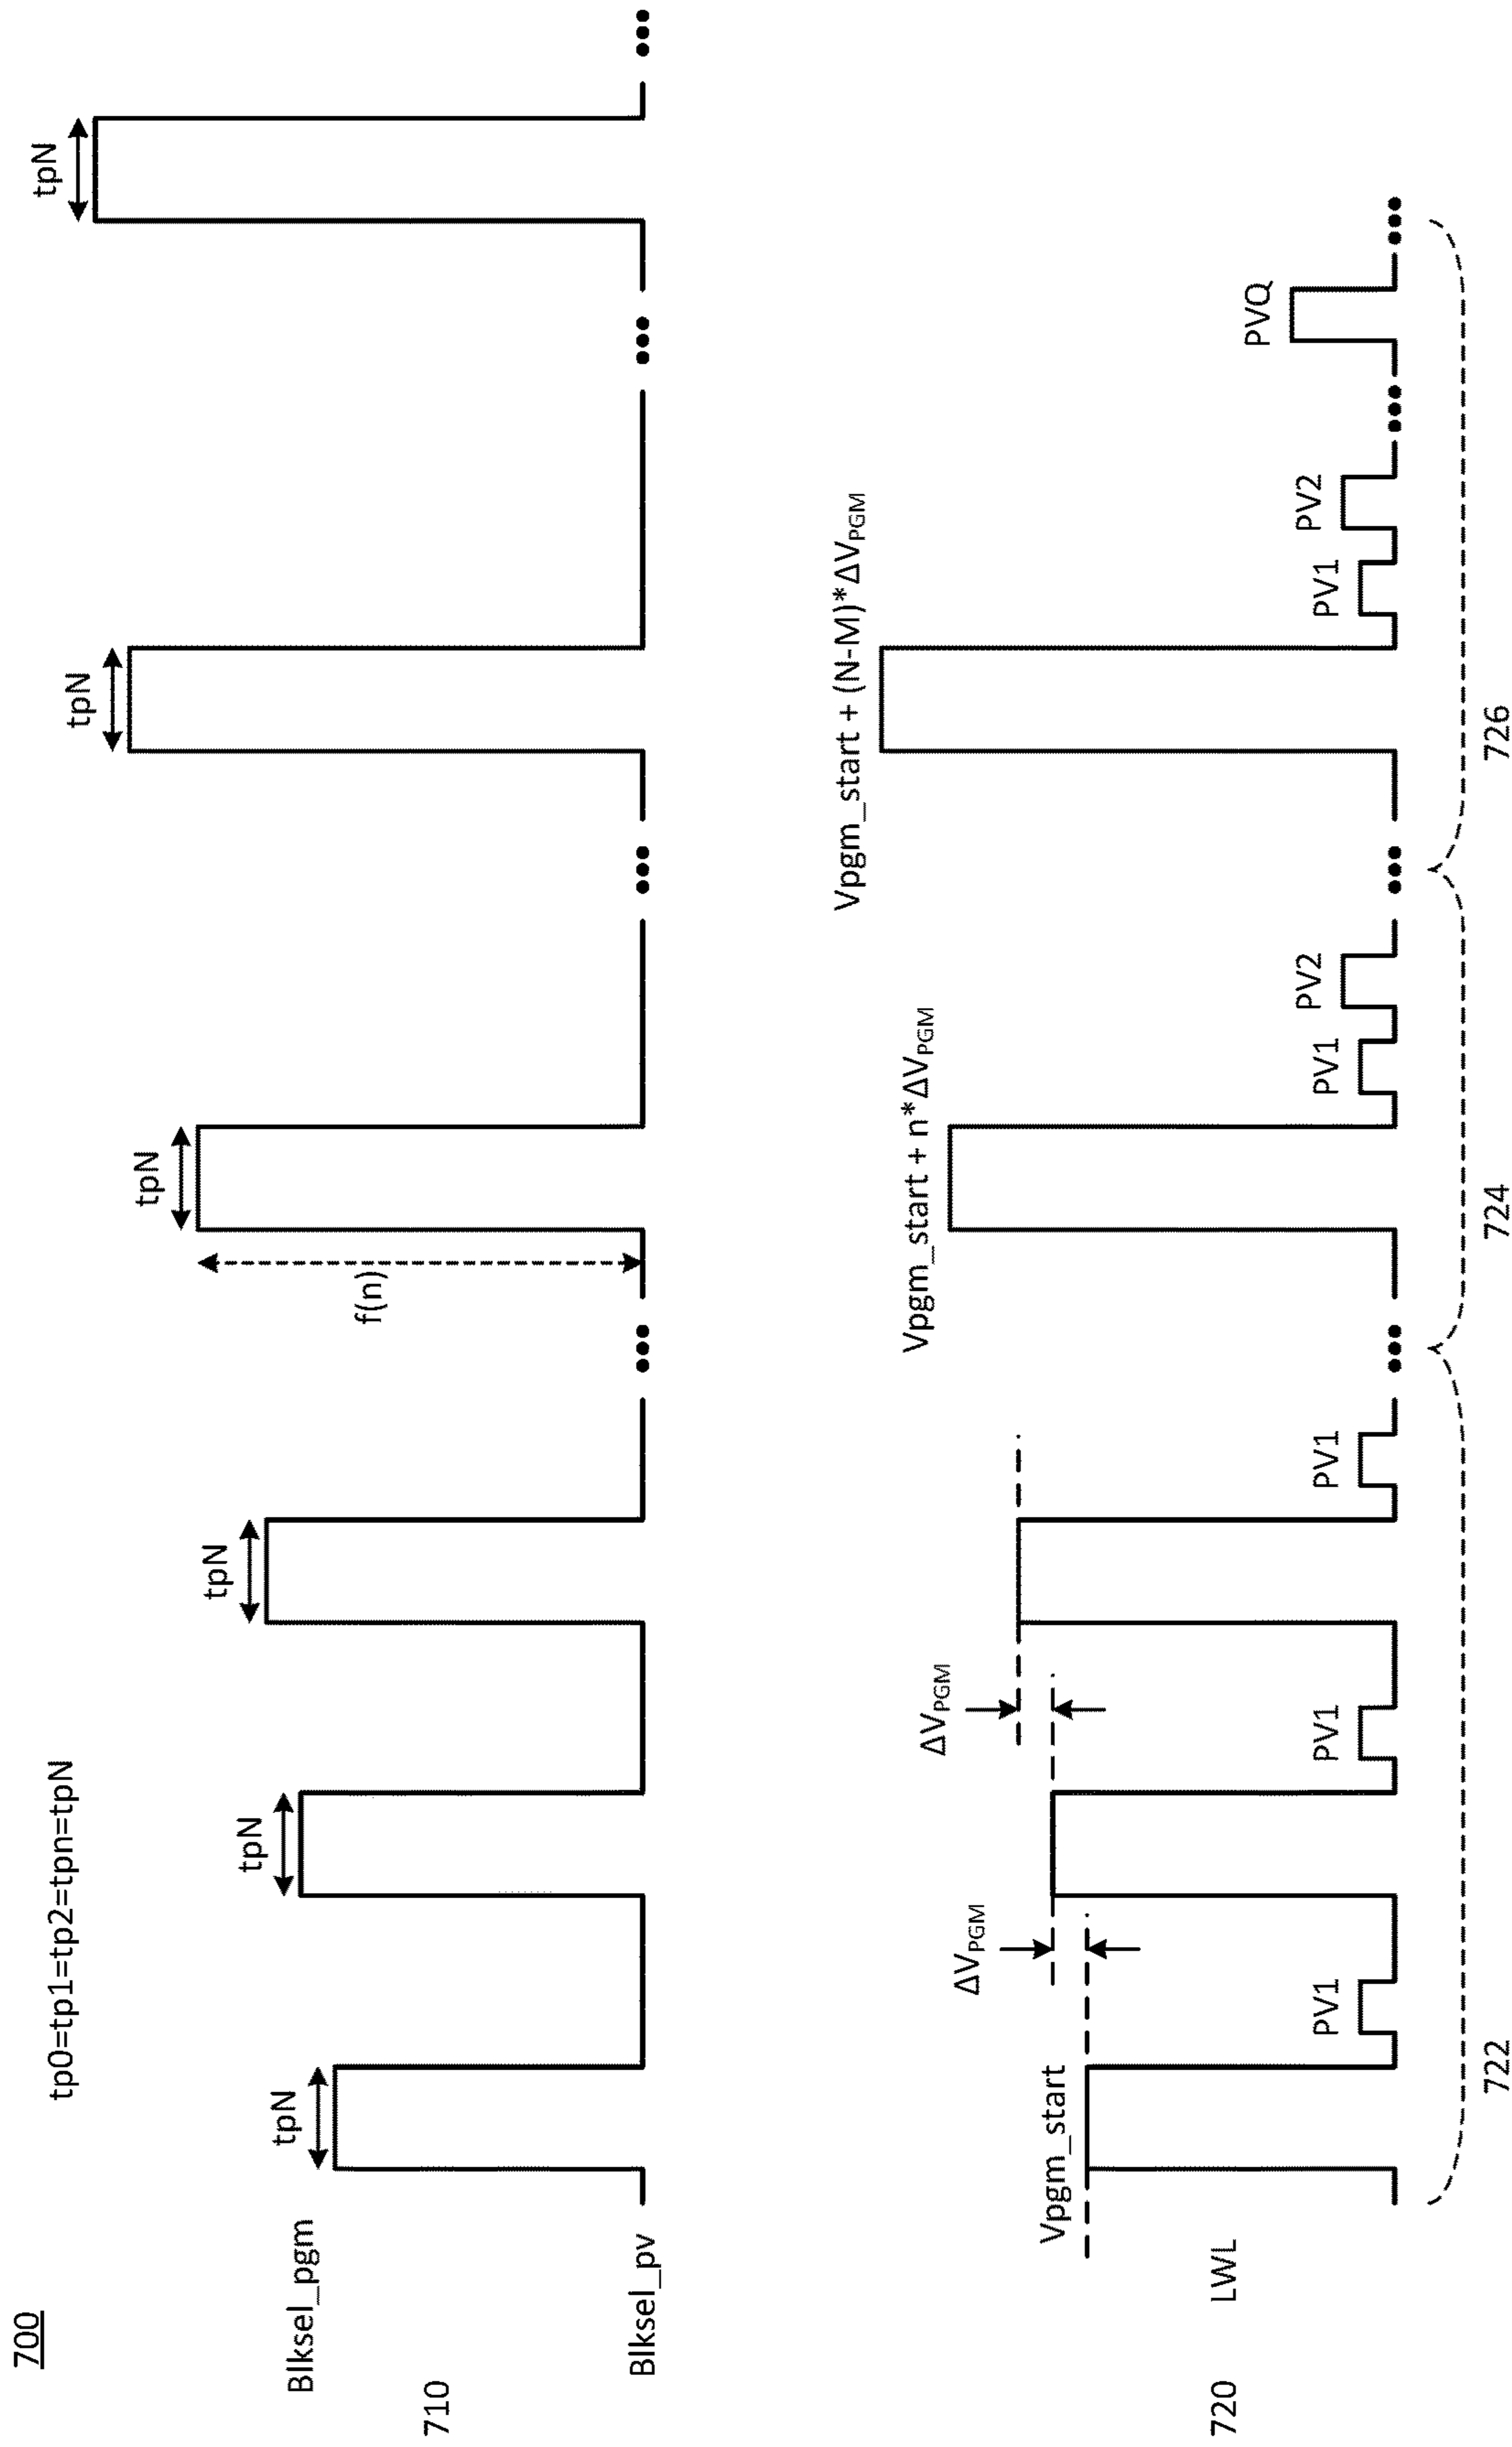 700
tp0=tp1=tp2=tpn=tpN
710
Blksel_pgm
Blksel_pv
tpN
tpN
tpN
f(n)
tpN
tpN
tpN
720
LWL
Vpgm_start
ΔVPGM
ΔVPGM
Vpgm_start + n*ΔVPGM
Vpgm_start + (N-M)*ΔVPGM
PV1
PV1
PV1
PV1
PV2
PV1
PV2
PVQ
722
724
726